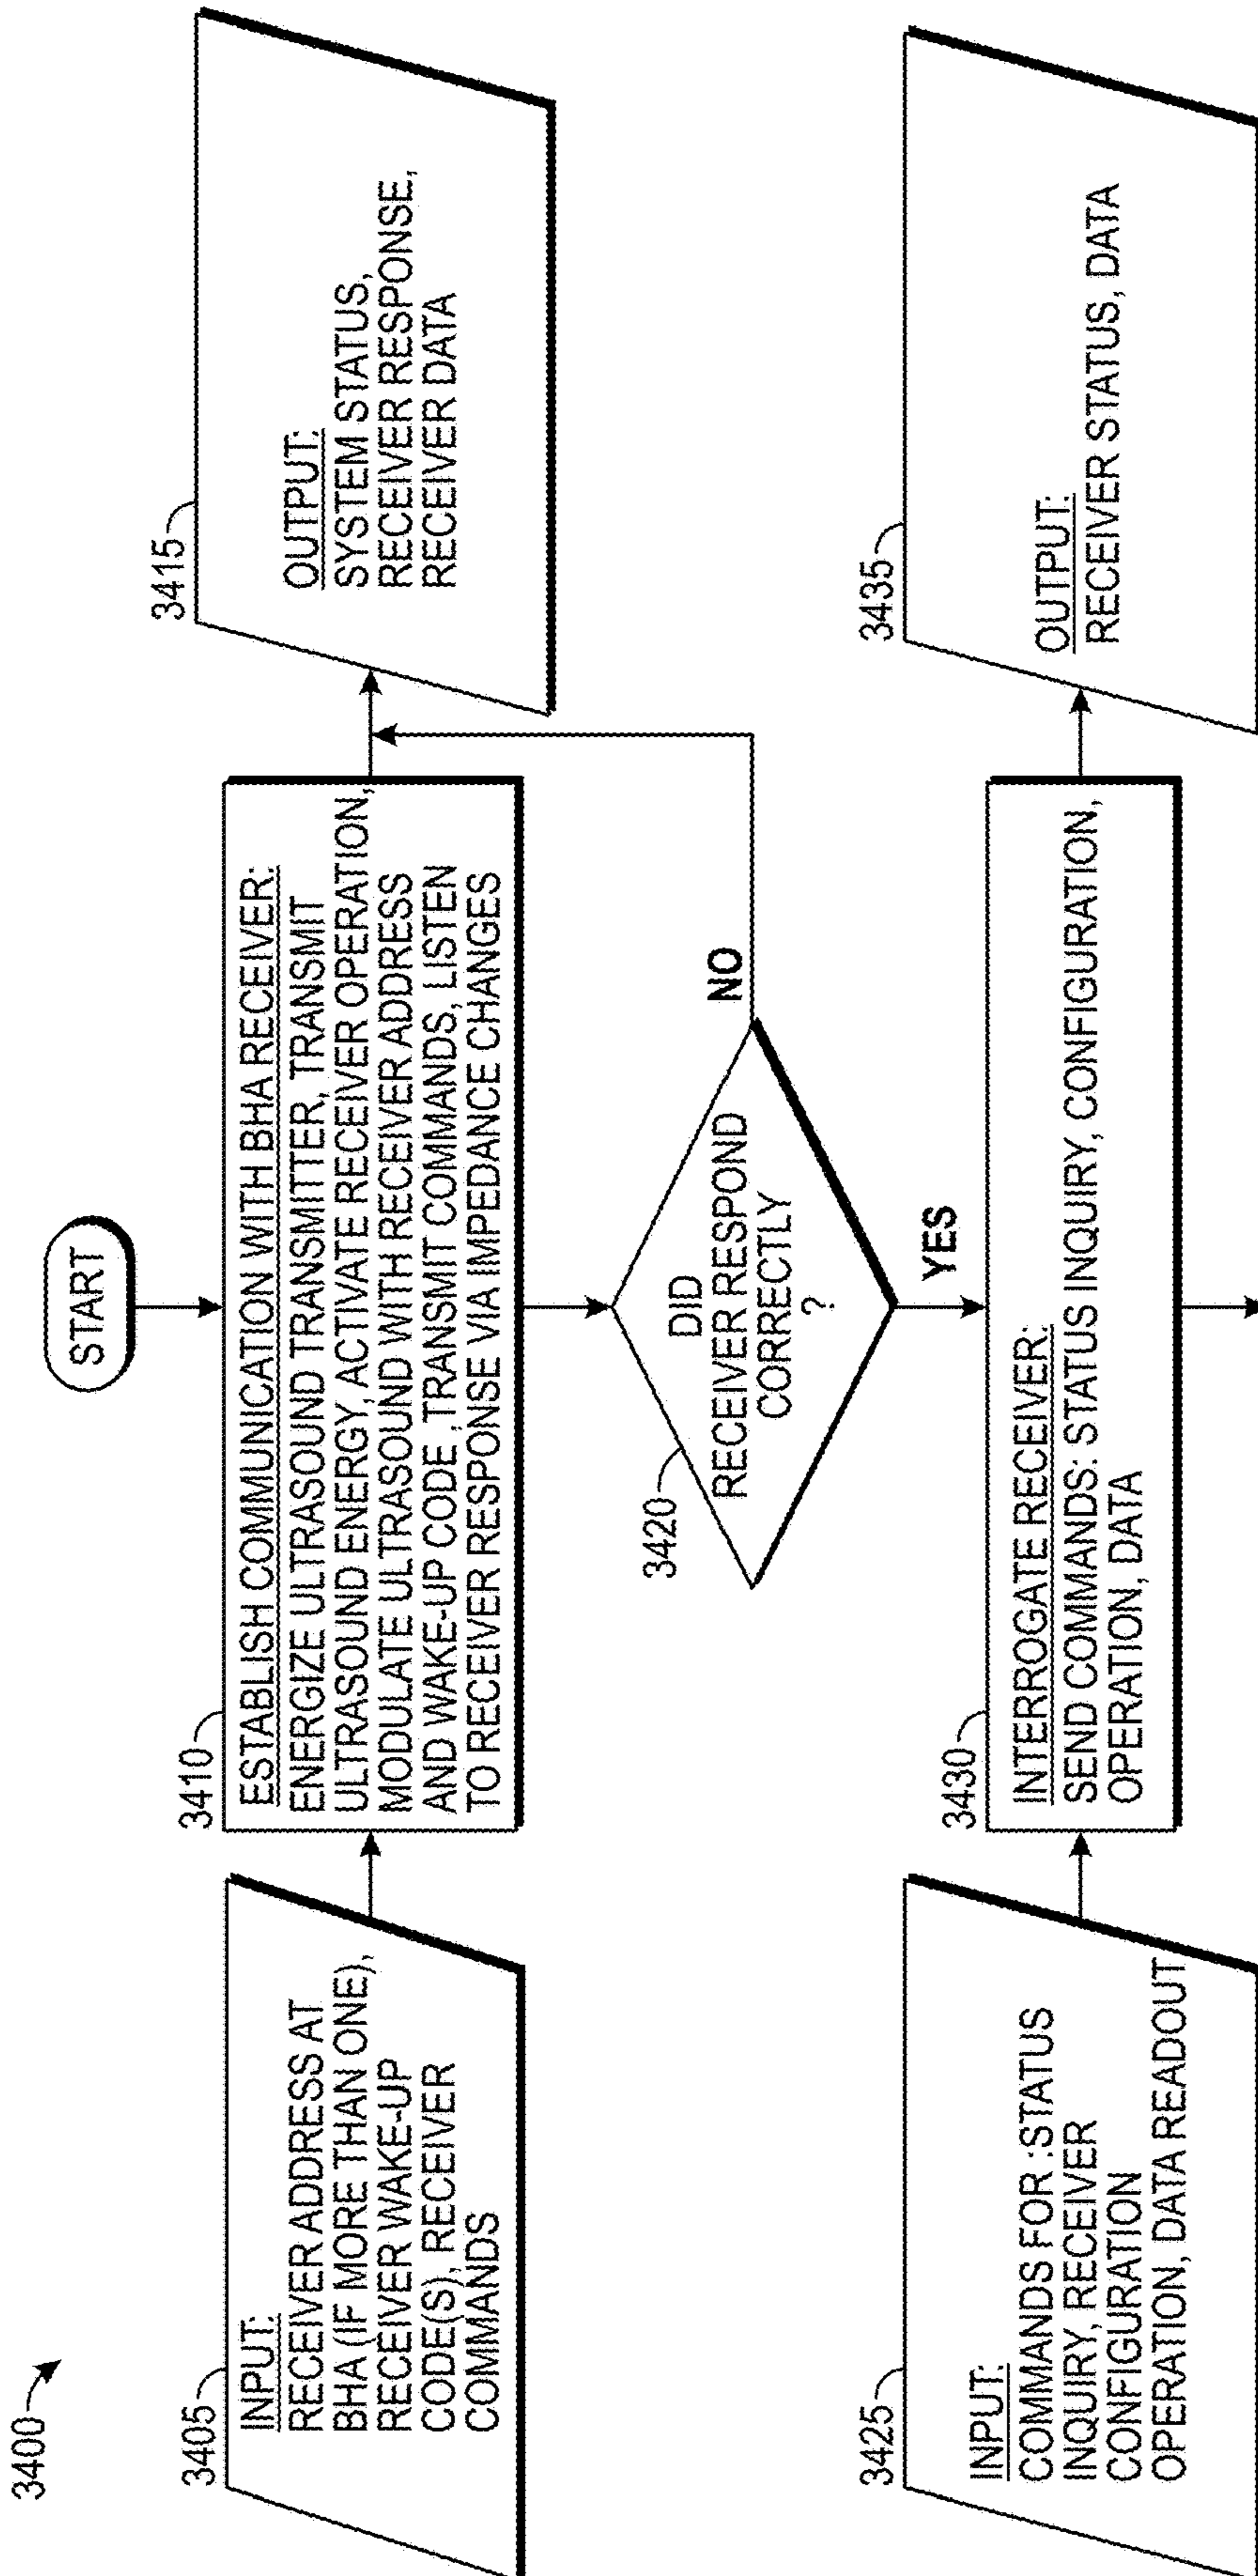 3400
START
3405
INPUT:
RECEIVER ADDRESS AT
BHA (IF MORE THAN ONE),
RECEIVER WAKE-UP
CODE(S), RECEIVER
COMMANDS
3410
ESTABLISH COMMUNICATION WITH BHA RECEIVER:
ENERGIZE ULTRASOUND TRANSMITTER, TRANSMIT
ULTRASOUND ENERGY, ACTIVATE RECEIVER OPERATION,
MODULATE ULTRASOUND WITH RECEIVER ADDRESS
AND WAKE-UP CODE ,TRANSMIT COMMANDS, LISTEN
TO RECEIVER RESPONSE VIA IMPEDANCE CHANGES
3415
OUTPUT:
SYSTEM STATUS,
RECEIVER RESPONSE,
RECEIVER DATA
3420
DID
RECEIVER RESPOND
CORRECTLY
?
NO
YES
3425
INPUT:
COMMANDS FOR :STATUS
INQUIRY, RECEIVER
CONFIGURATION
OPERATION, DATA READOUT
3430
INTERROGATE RECEIVER:
SEND COMMANDS: STATUS INQUIRY, CONFIGURATION,
OPERATION, DATA
3435
OUTPUT:
RECEIVER STATUS, DATA